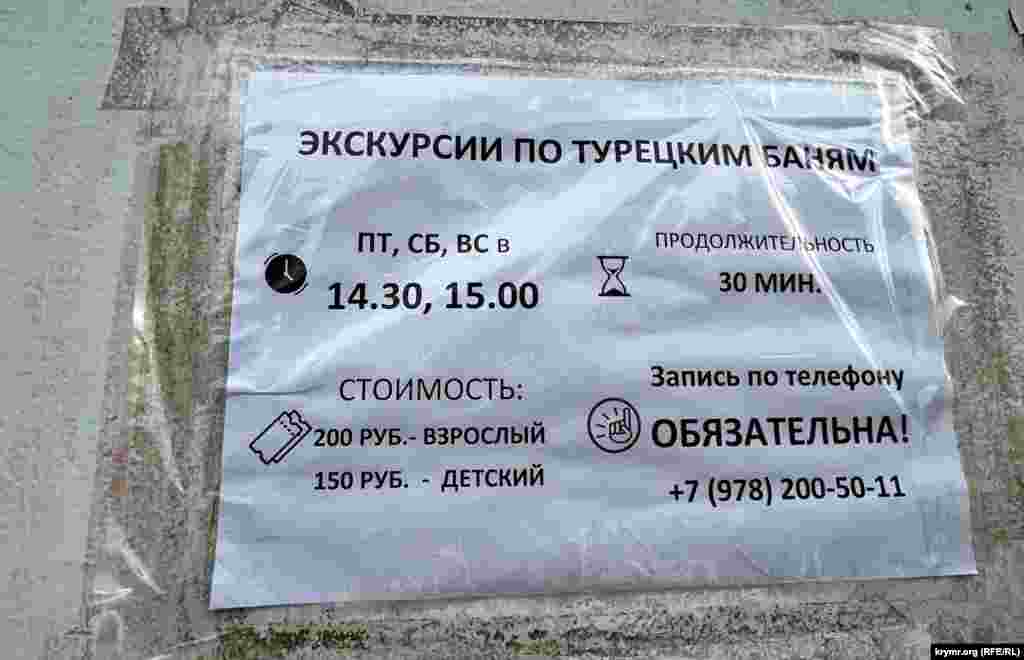 ЭКСКУРСИИ ПО ТУРЕЦКИМ БАНЯМ
ПТ, СБ, ВС в
14.30, 15.00
ПРОДОЛЖИТЕЛЬНОСТЬ
30 МИН.
СТОИМОСТЬ:
200 РУБ.- ВЗРОСЛЫЙ
150 РУБ. - ДЕТСКИЙ
Запись по телефону
ОБЯЗАТЕЛЬНА!
+7 (978) 200-50-11
krymr.org (RFE/RL)